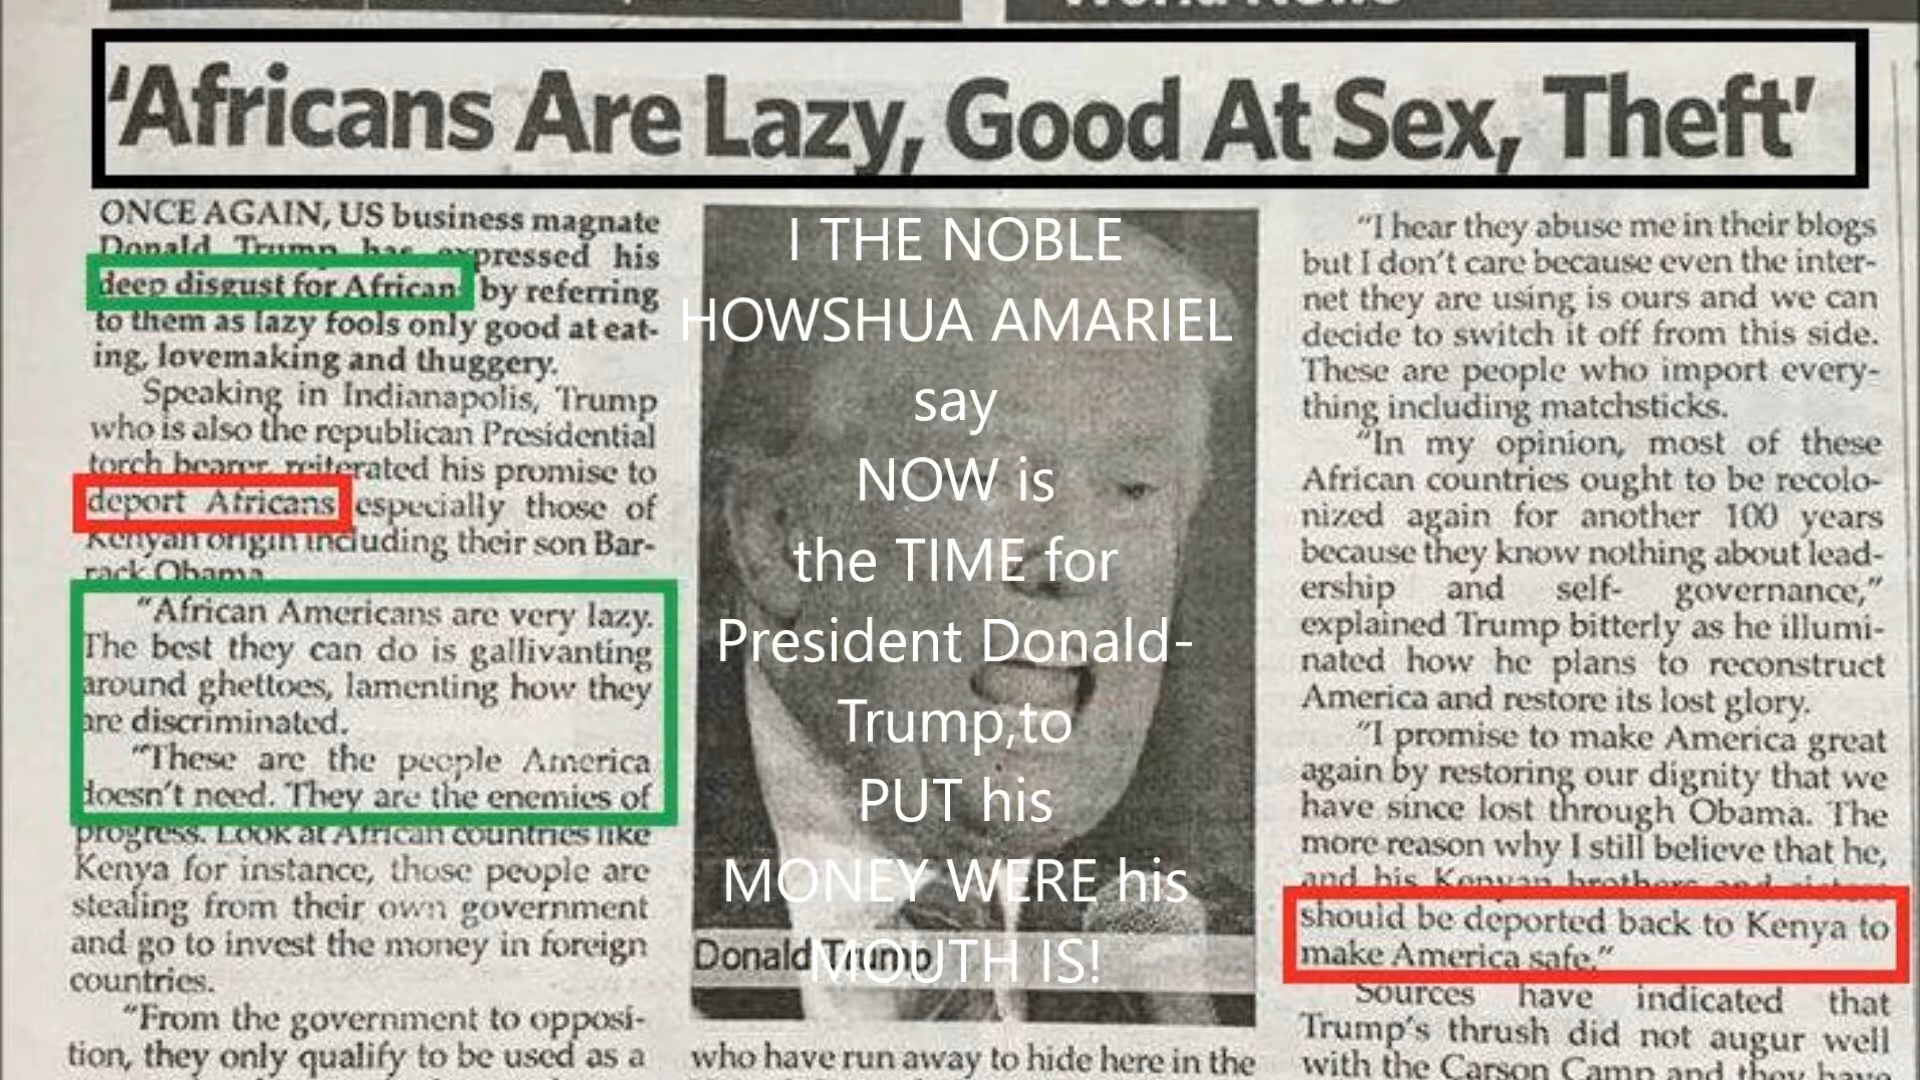 'Africans Are Lazy, Good At Sex, Theft'
ONCE AGAIN, US business magnate
Donald Trump has expressed his
deep disgust for African by referring
to them as lazy fools only good at eat-
ing, lovemaking and thuggery.
Speaking in Indianapolis, Trump
who is also the republican Presidential
torch bearer, reiterated his promise to
deport Africans especially those of
Kenyan origin including their son Bar-
rack Obama.
"African Americans are very lazy.
The best they can do is gallivanting
around ghettoes, lamenting how they
are discriminated.
"These are the people America
doesn't need. They are the enemies of
progress. Look at African countries like
Kenya for instance, those people are
stealing from their own government
and go to invest the money in foreign
countries.
"From the government to opposi-
tion, they only qualify to be used as a
I THE NOBLE
HOWSHUA AMARIEL
say
NOW is
the TIME for
President Donald-
Trump,to
PUT his
MONEY WERE his
MOUTH IS!
Donald Trump
who have run away to hide here in the
"I hear they abuse me in their blogs
but I don't care because even the inter-
net they are using is ours and we can
decide to switch it off from this side.
These are people who import every-
thing including matchsticks.
"In my opinion, most of these
African countries ought to be recolo-
nized again for another 100 years
because they know nothing about lead-
ership and self- governance,"
explained Trump bitterly as he illumi-
nated how he plans to reconstruct
America and restore its lost glory.
"I promise to make America great
again by restoring our dignity that we
have since lost through Obama. The
more reason why I still believe that he,
and his Kenyan brothers and sisters
should be deported back to Kenya to
make America safe."
Sources have indicated that
Trump's thrush did not augur well
with the Carson Camp and they have